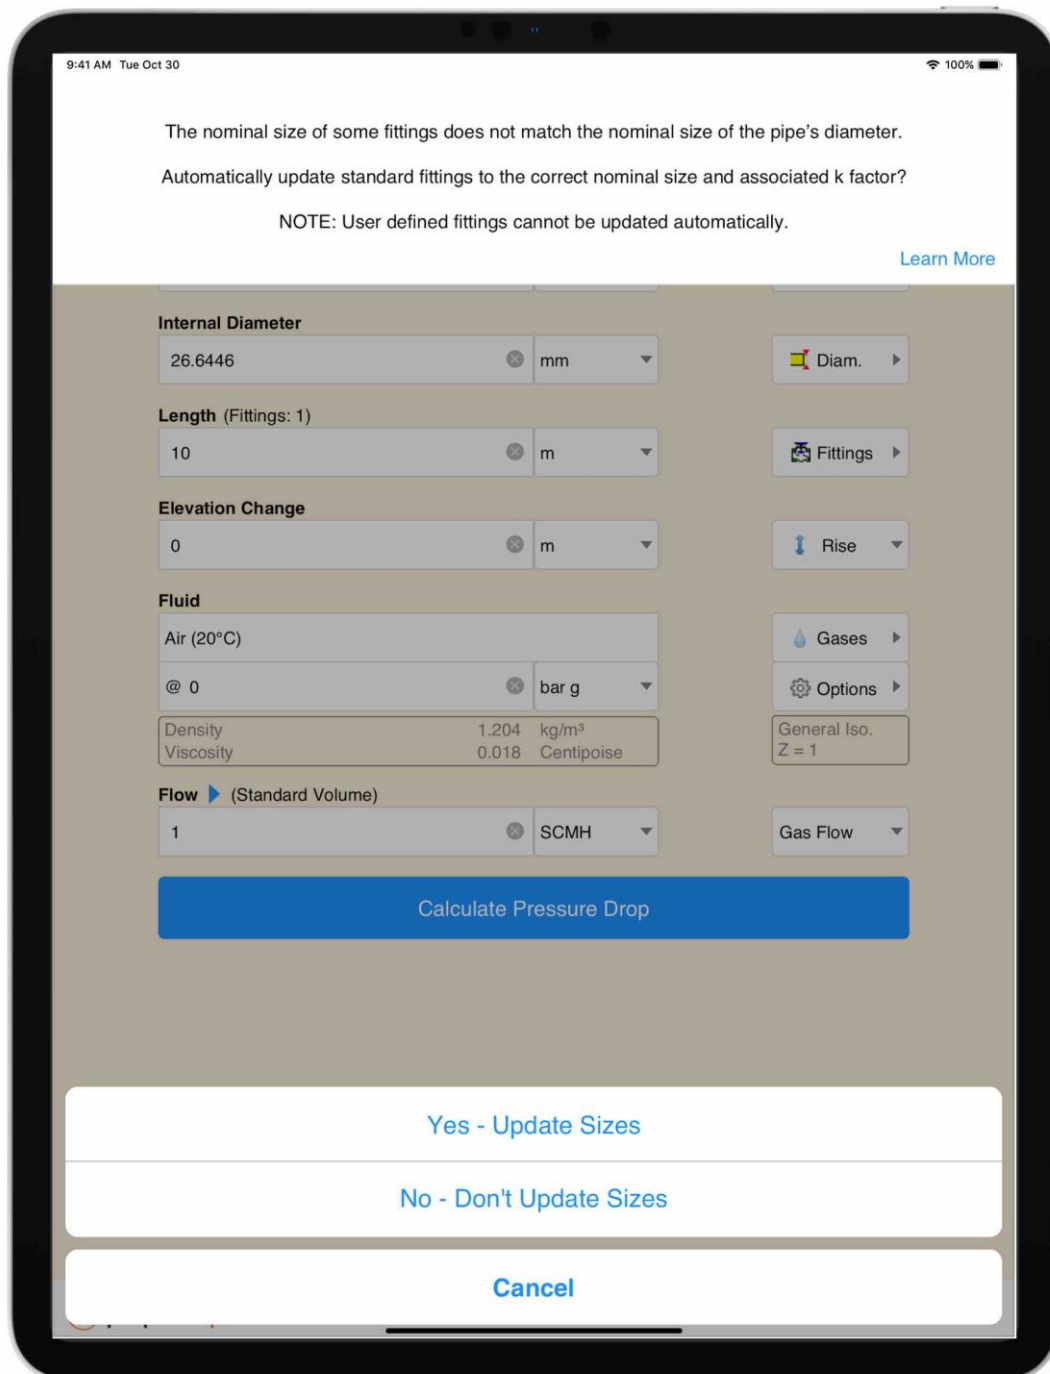 9:41 AM Tue Oct 30
100%
The nominal size of some fittings does not match the nominal size of the pipe's diameter.
Automatically update standard fittings to the correct nominal size and associated k factor?
NOTE: User defined fittings cannot be updated automatically.
Learn More
Internal Diameter
26.6446 mm Diam.
Length (Fittings: 1)
10 m Fittings
Elevation Change
0 m Rise
Fluid
Air (20°C) Gases
@ 0 bar g Options
Density 1.204 kg/m³ General Iso.
Viscosity 0.018 Centipoise Z = 1
Flow (Standard Volume)
1 SCMH Gas Flow
Calculate Pressure Drop
Yes - Update Sizes
No - Don't Update Sizes
Cancel